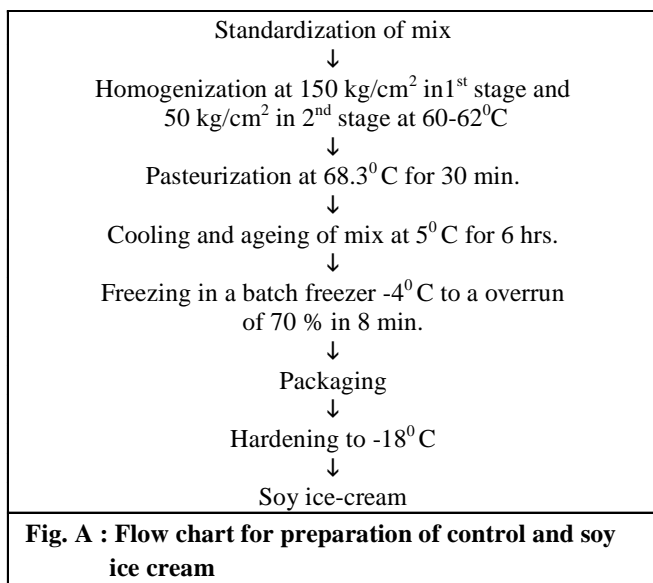 Standardization of mix
↓
Homogenization at 150 kg/cm² in1ˢᵗ stage and
50 kg/cm² in 2ⁿᵈ stage at 60-62⁰C
↓
Pasteurization at 68.3⁰ C for 30 min.
↓
Cooling and ageing of mix at 5⁰ C for 6 hrs.
↓
Freezing in a batch freezer -4⁰ C to a overrun
of 70 % in 8 min.
↓
Packaging
↓
Hardening to -18⁰ C
↓
Soy ice-cream
Fig. A : Flow chart for preparation of control and soy
ice cream